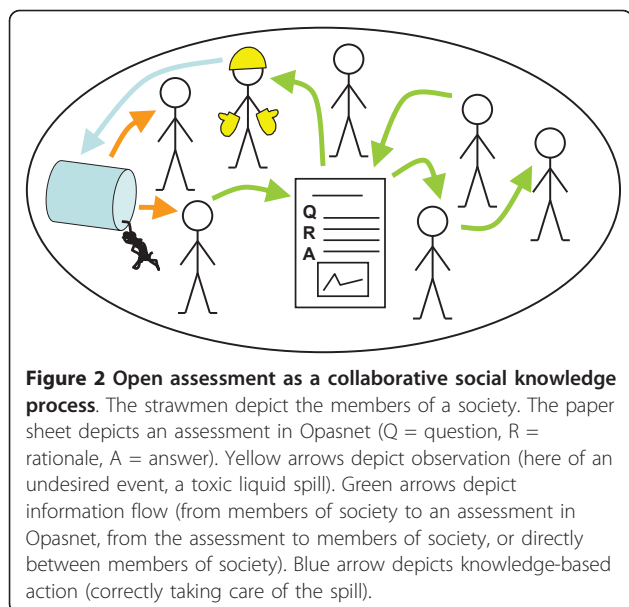 Q
R
A
Figure 2 Open assessment as a collaborative social knowledge
process. The strawmen depict the members of a society. The paper
sheet depicts an assessment in Opasnet (Q = question, R =
rationale, A = answer). Yellow arrows depict observation (here of an
undesired event, a toxic liquid spill). Green arrows depict
information flow (from members of society to an assessment in
Opasnet, from the assessment to members of society, or directly
between members of society). Blue arrow depicts knowledge-based
action (correctly taking care of the spill).